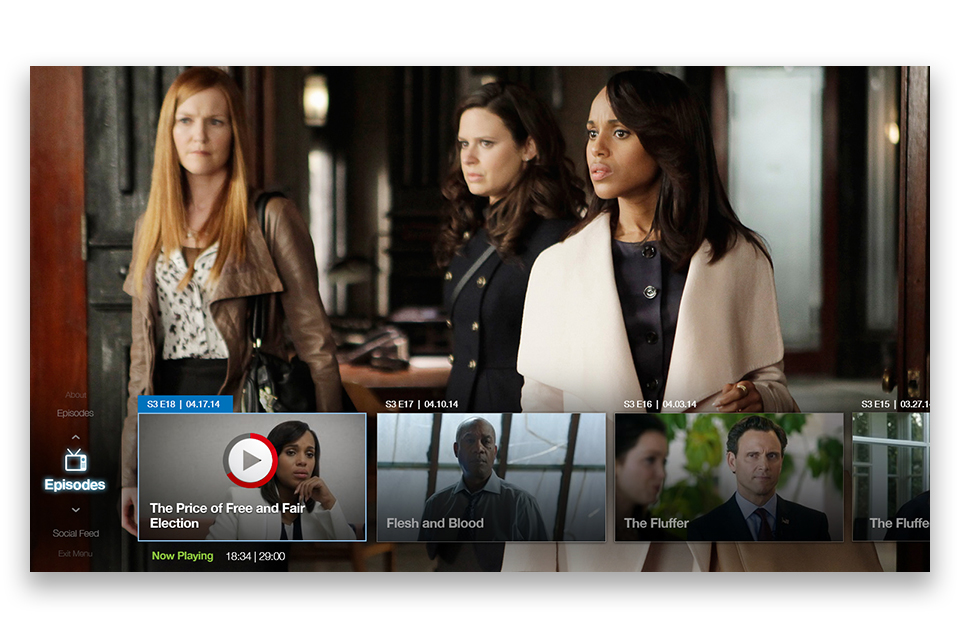 About
Episodes
Episodes
Social Feed
Exit Menu
S3 E18 | 04.17.14
The Price of Free and Fair
Election
Now Playing 18:34 | 29:00
S3 E17 | 04.10.14
Flesh and Blood
S3 E16 | 04.03.14
The Fluffer
S3 E15 | 03.27.1
The Fluffe